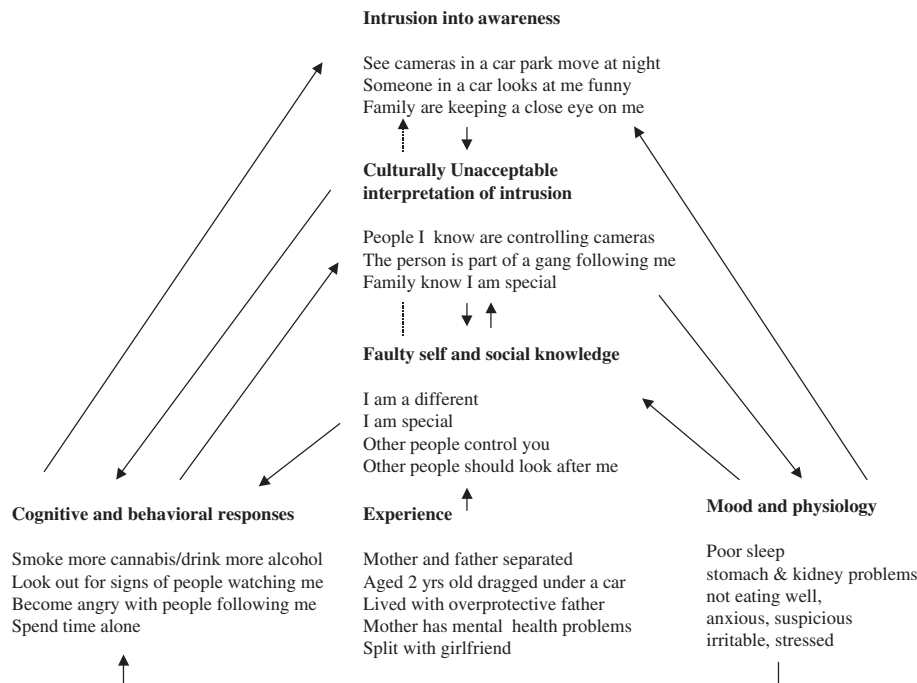 Intrusion into awareness
See cameras in a car park move at night
Someone in a car looks at me funny
Family are keeping a close eye on me
Culturally Unacceptable
interpretation of intrusion
People I know are controlling cameras
The person is part of a gang following me
Family know I am special
Faulty self and social knowledge
I am a different
I am special
Other people control you
Other people should look after me
Cognitive and behavioral responses
Smoke more cannabis/drink more alcohol
Look out for signs of people watching me
Become angry with people following me
Spend time alone
Experience
Mother and father separated
Aged 2 yrs old dragged under a car
Lived with overprotective father
Mother has mental health problems
Split with girlfriend
Mood and physiology
Poor sleep
stomach & kidney problems
not eating well,
anxious, suspicious
irritable, stressed